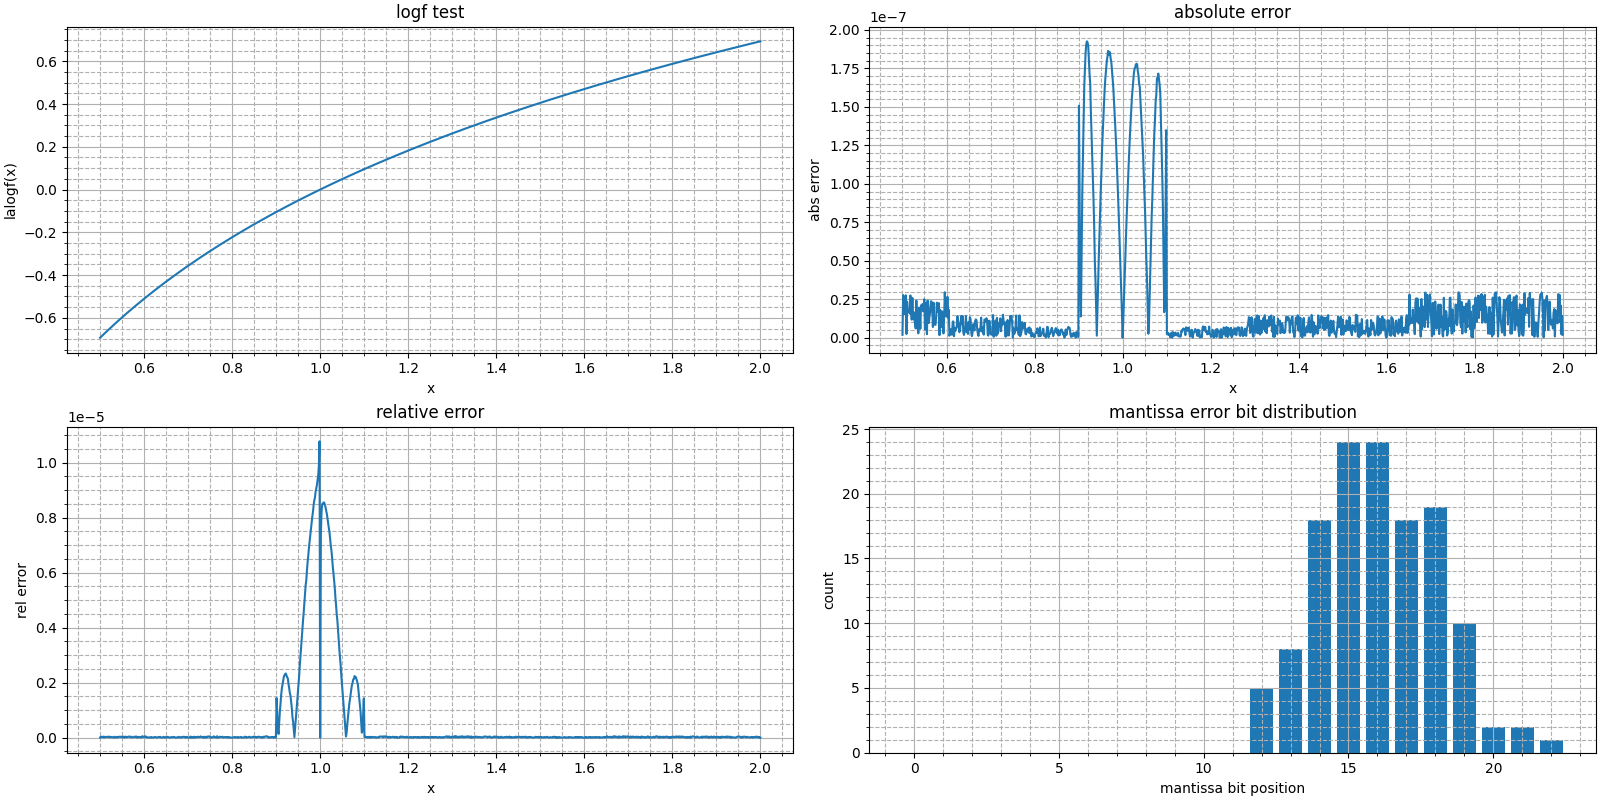 logf test
lalogf(x)
0.6
0.4
0.2
0.0
−0.2
−0.4
−0.6
0.6 0.8 1.0 1.2 1.4 1.6 1.8 2.0
x
absolute error
1e−7
abs error
2.00
1.75
1.50
1.25
1.00
0.75
0.50
0.25
0.00
0.6 0.8 1.0 1.2 1.4 1.6 1.8 2.0
x
relative error
1e−5
rel error
1.0
0.8
0.6
0.4
0.2
0.0
0.6 0.8 1.0 1.2 1.4 1.6 1.8 2.0
x
mantissa error bit distribution
count
25
20
15
10
5
0
0 5 10 15 20
mantissa bit position